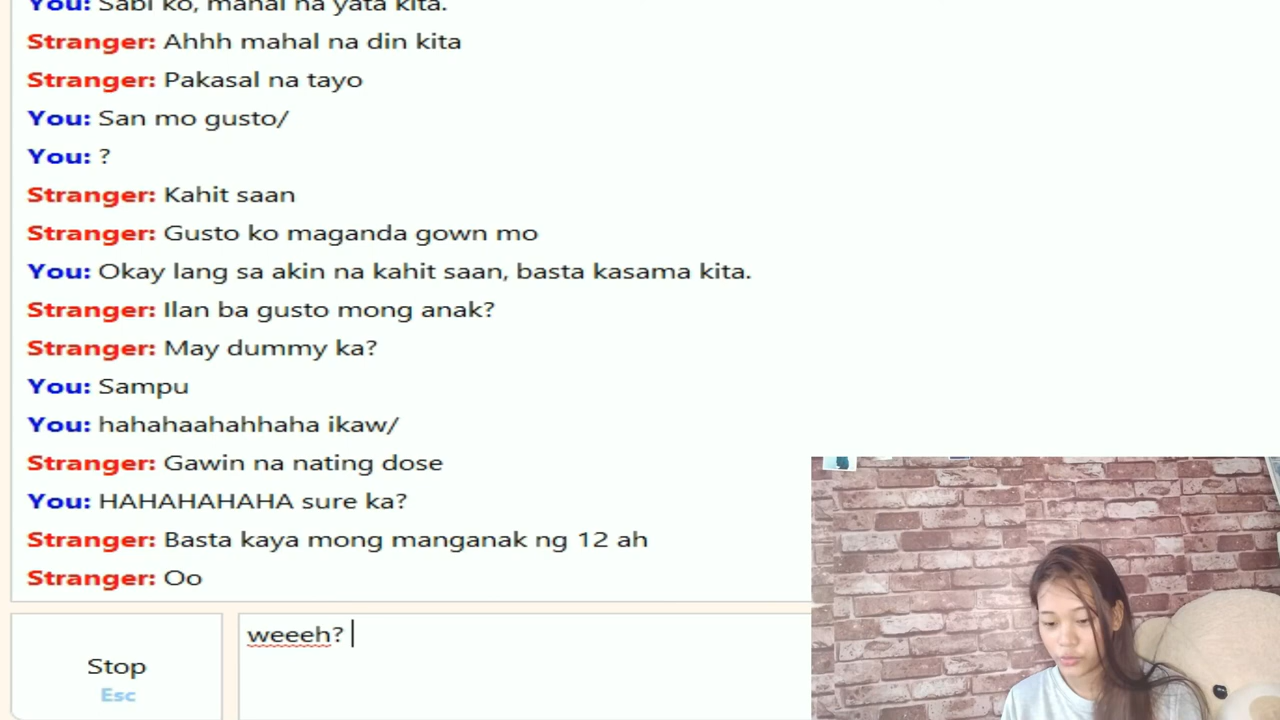 You: Sabi ko, mahal na yata kita.
Stranger: Ahhh mahal na din kita
Stranger: Pakasal na tayo
You: San mo gusto/
You: ?
Stranger: Kahit saan
Stranger: Gusto ko maganda gown mo
You: Okay lang sa akin na kahit saan, basta kasama kita.
Stranger: Ilan ba gusto mong anak?
Stranger: May dummy ka?
You: Sampu
You: hahahaahahhaha ikaw/
Stranger: Gawin na nating dose
You: HAHAHAHAHA sure ka?
Stranger: Basta kaya mong manganak ng 12 ah
Stranger: Oo
weeeh?
Stop
Esc